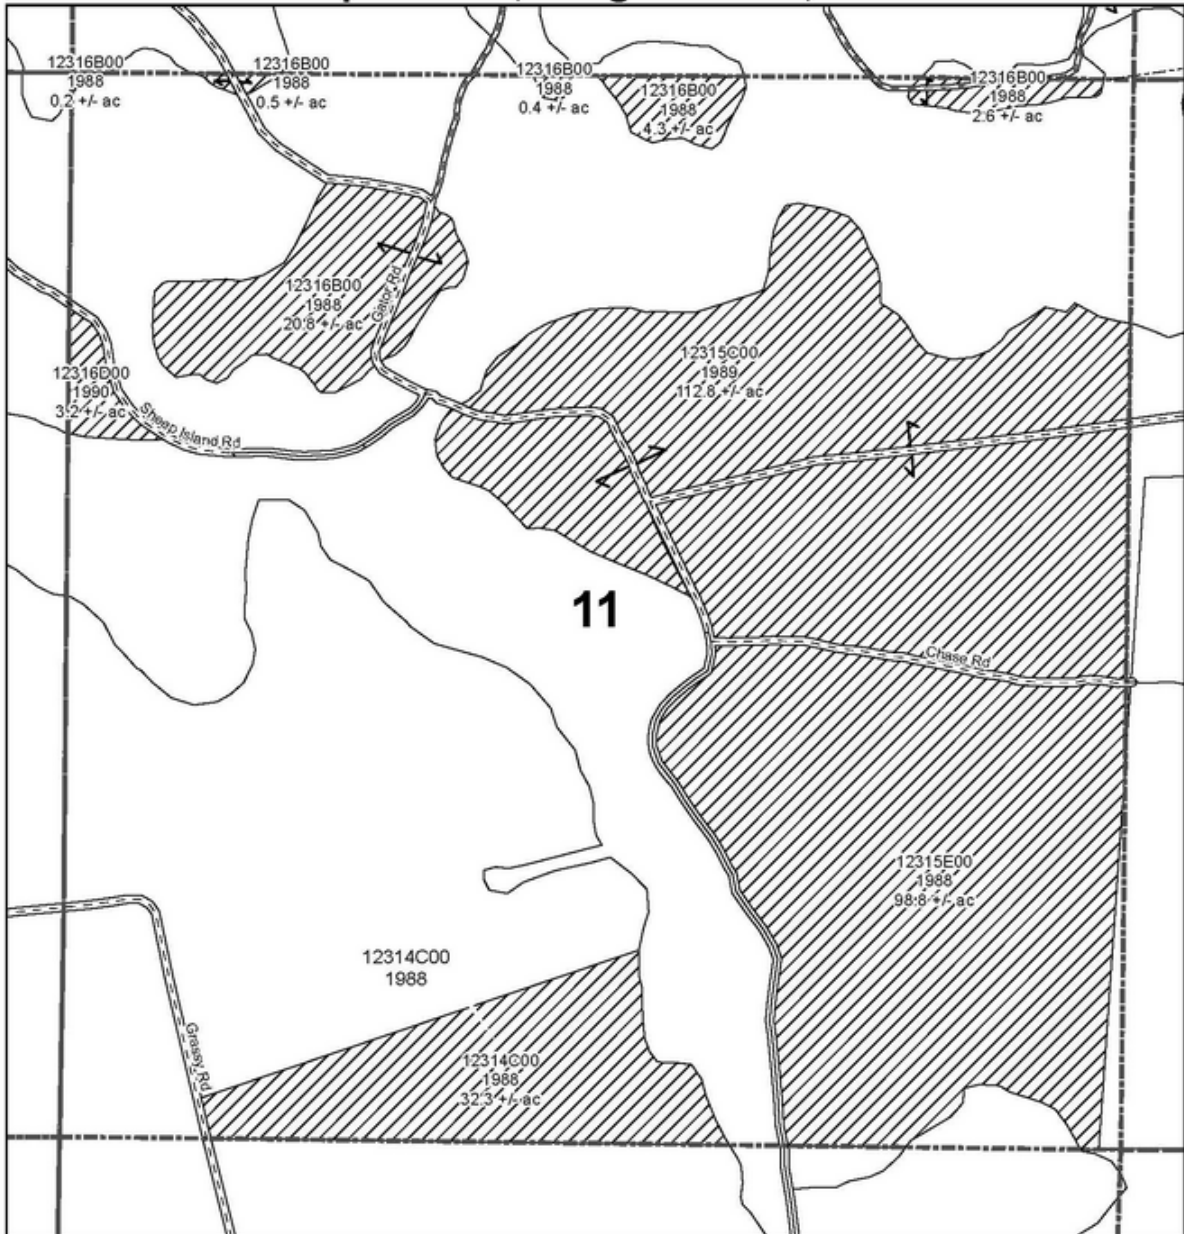 12316B00
1988
0.2 +/- ac
12316B00
1988
0.5 +/- ac
12316B00
1988
0.4 +/- ac
12316B00
1988
4.3 +/- ac
12316B00
1988
2.6 +/- ac
12316B00
1988
20.8 +/- ac
Gator Rd
12315C00
1989
112.8 +/- ac
12316D00
1990
3.2 +/- ac
Sheep Island Rd
11
Chase Rd
12315E00
1988
98.8 +/- ac
12314C00
1988
Grassy Rd
12314C00
1988
32.3 +/- ac